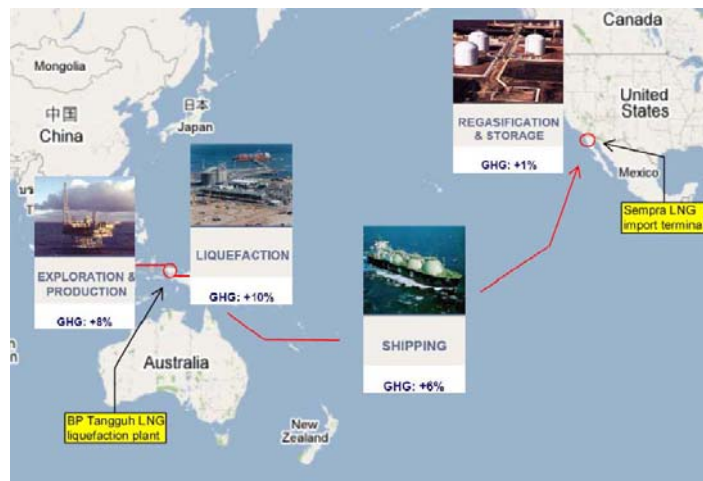 Canada
Mongolia
中国
China
日本
Japan
United
States
Mexico
REGASIFICATION
& STORAGE
GHG: +1%
Sempra LNG
import termina
LIQUEFACTION
GHG: +10%
EXPLORATION &
PRODUCTION
GHG: +8%
SHIPPING
GHG: +6%
Australia
BP Tangguh LNG
liquefaction plant
New
Zealand